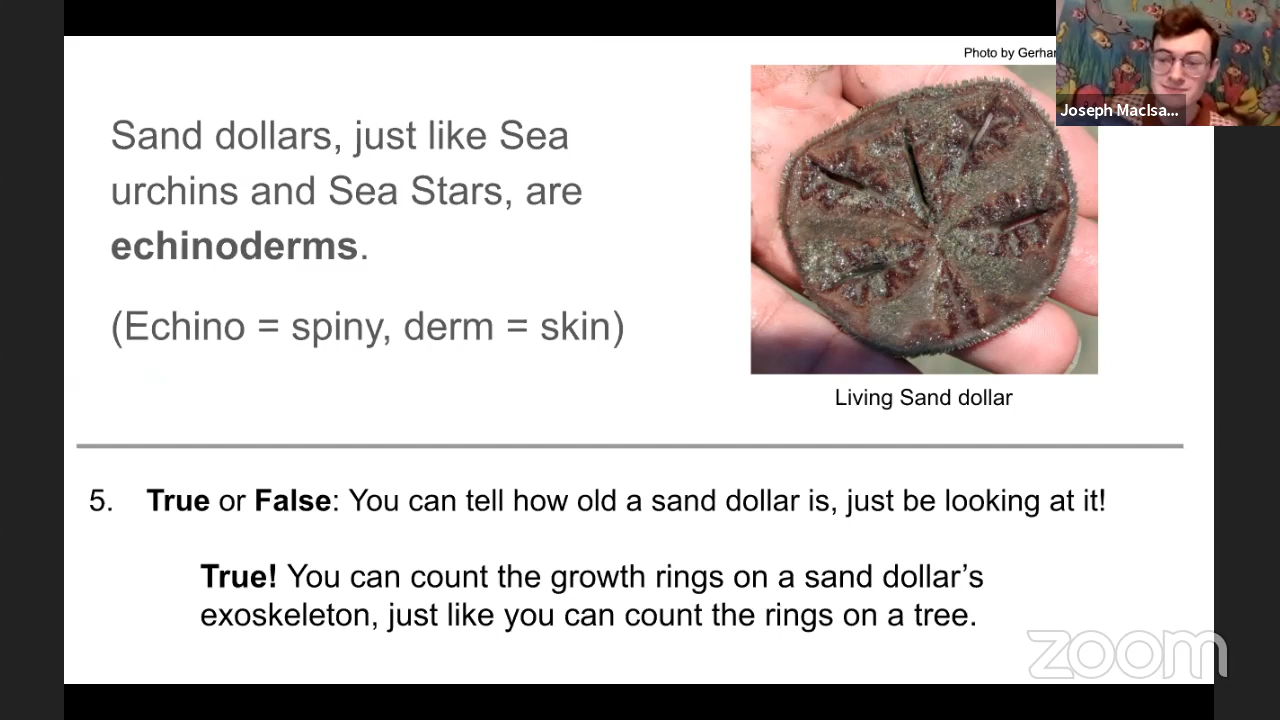 Photo by Gerhar
Joseph MacIsa...
Sand dollars, just like Sea
urchins and Sea Stars, are
echinoderms.
(Echino = spiny, derm = skin)
Living Sand dollar
5. True or False: You can tell how old a sand dollar is, just be looking at it!
True! You can count the growth rings on a sand dollar’s
exoskeleton, just like you can count the rings on a tree.
zoom